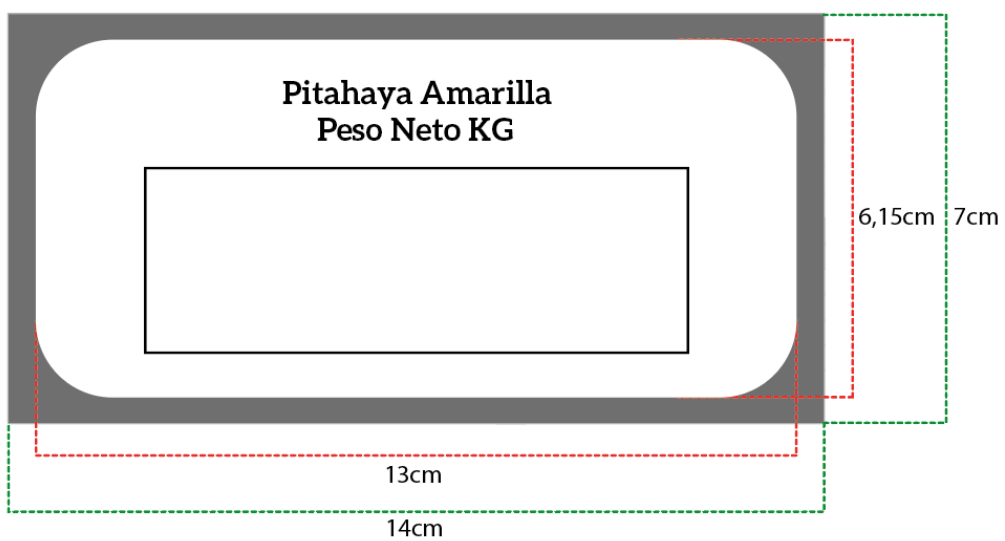 Pitahaya Amarilla
Peso Neto KG
6,15cm
7cm
13cm
14cm